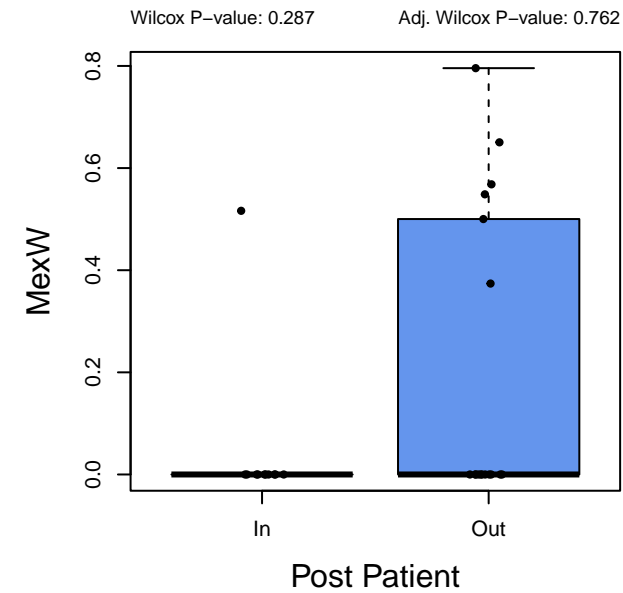 Wilcox P−value: 0.287 Adj. Wilcox P−value: 0.762
MexW
0.8
0.6
0.4
0.2
0.0
In Out
Post Patient